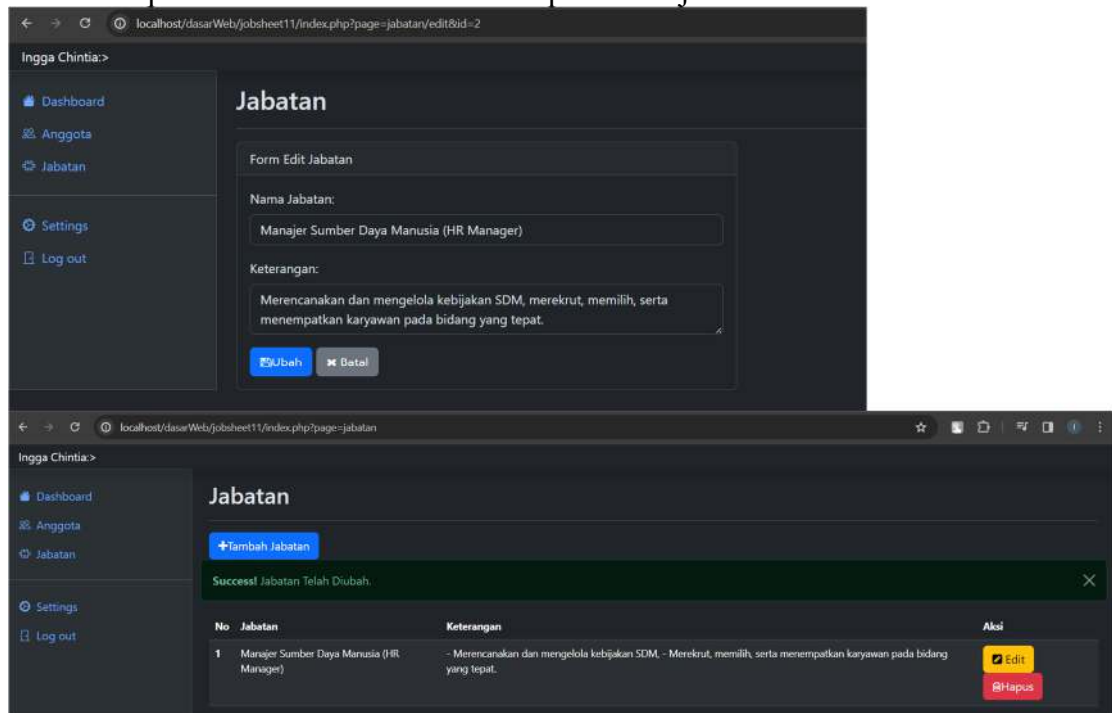 localhost/dasarWeb/jobsheet11/index.php?page=jabatan/edit&id=2
Ingga Chintia:>
Dashboard
Anggota
Jabatan
Settings
Log out
Jabatan
Form Edit Jabatan
Nama Jabatan:
Manajer Sumber Daya Manusia (HR Manager)
Keterangan:
Merencanakan dan mengelola kebijakan SDM, merekrut, memilih, serta
menempatkan karyawan pada bidang yang tepat.
Ubah
Batal
localhost/dasarWeb/jobsheet11/index.php?page=jabatan
Ingga Chintia:>
Dashboard
Anggota
Jabatan
Settings
Log out
Jabatan
+Tambah Jabatan
Success! Jabatan Telah Diubah.
No Jabatan Keterangan Aksi
1 Manajer Sumber Daya Manusia (HR - Merencanakan dan mengelola kebijakan SDM, - Merekrut, memilih, serta menempatkan karyawan pada bidang
Manager) yang tepat.
Edit
Hapus